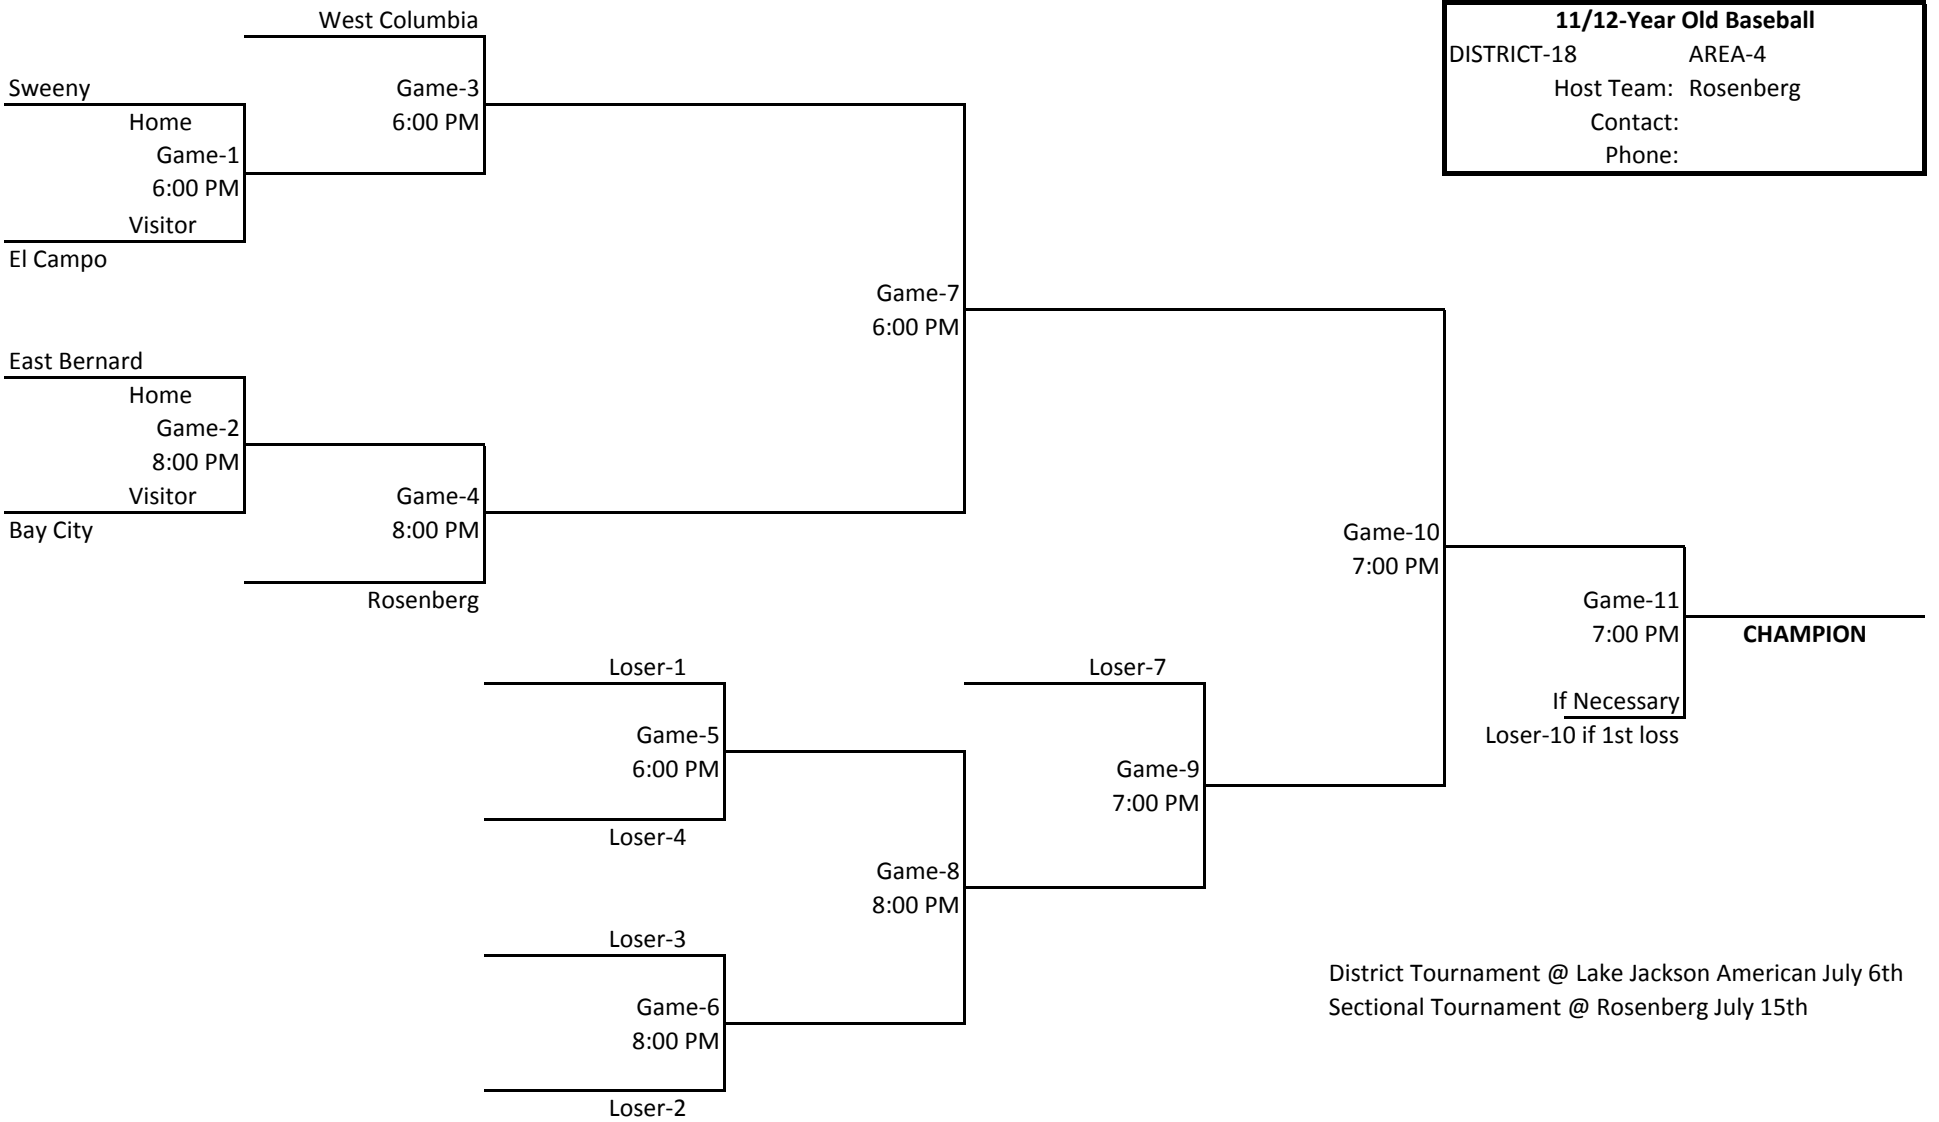 West Columbia
11/12-Year Old Baseball
DISTRICT-18 AREA-4
Sweeny
Game-3
Host Team: Rosenberg
Home
6:00 PM
Contact:
Game-1
Phone:
6:00 PM
Visitor
El Campo
Game-7
6:00 PM
East Bernard
Home
Game-2
8:00 PM
Visitor
Game-4
Bay City
8:00 PM
Game-10
7:00 PM
Rosenberg
Game-11
7:00 PM
CHAMPION
Loser-1
Loser-7
If Necessary
Game-5
Loser-10 if 1st loss
6:00 PM
Game-9
7:00 PM
Loser-4
Game-8
8:00 PM
Loser-3
District Tournament @ Lake Jackson American July 6th
Game-6
Sectional Tournament @ Rosenberg July 15th
8:00 PM
Loser-2